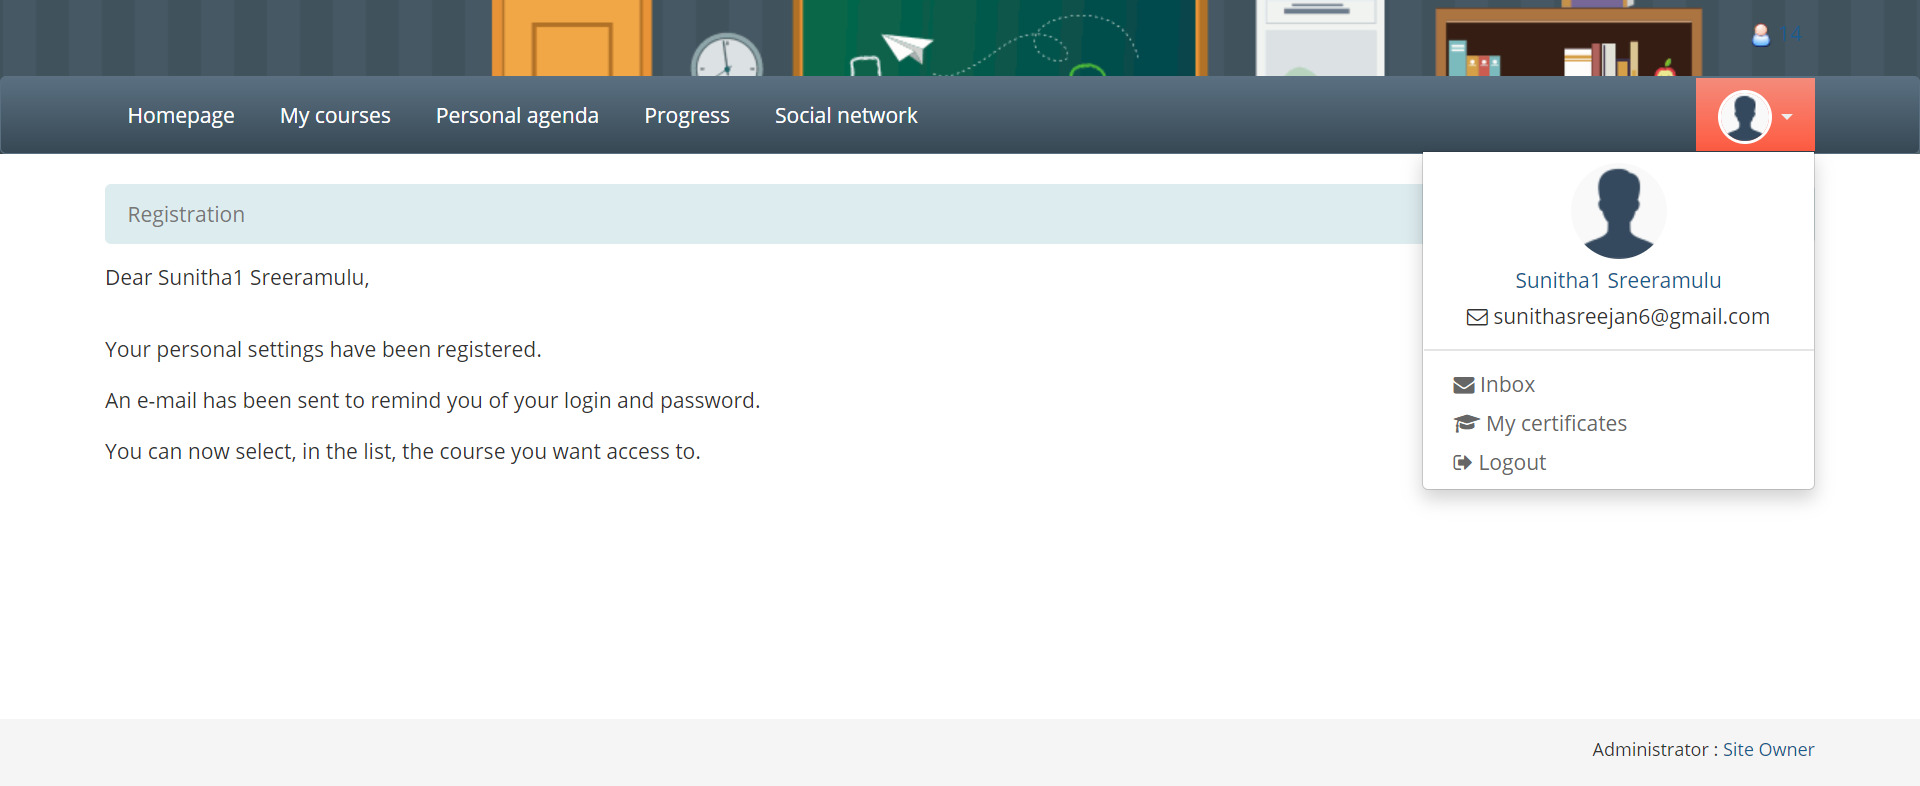 14
Homepage My courses Personal agenda Progress Social network
Registration
Dear Sunitha1 Sreeramulu,
Your personal settings have been registered.
An e-mail has been sent to remind you of your login and password.
You can now select, in the list, the course you want access to.
Sunitha1 Sreeramulu
sunithasreejan6@gmail.com
Inbox
My certificates
Logout
Administrator : Site Owner